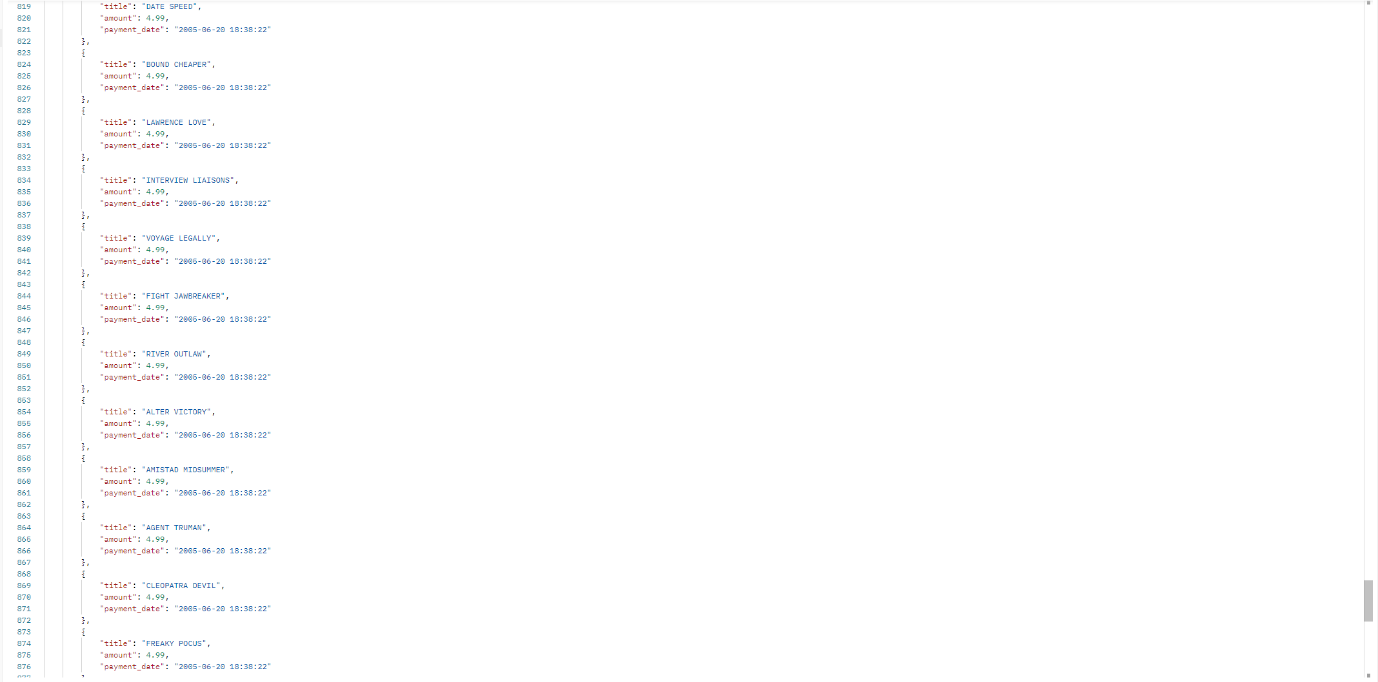 819 "title": "DATE SPEED",
820 "amount": 4.99,
821 "payment_date": "2005-06-20 18:38:22"
822 },
823 {
824 "title": "BOUND CHEAPER",
825 "amount": 4.99,
826 "payment_date": "2005-06-20 18:38:22"
827 },
828 {
829 "title": "LAWRENCE LOVE",
830 "amount": 4.99,
831 "payment_date": "2005-06-20 18:38:22"
832 },
833 {
834 "title": "INTERVIEW LIAISONS",
835 "amount": 4.99,
836 "payment_date": "2005-06-20 18:38:22"
837 },
838 {
839 "title": "VOYAGE LEGALLY",
840 "amount": 4.99,
841 "payment_date": "2005-06-20 18:38:22"
842 },
843 {
844 "title": "FIGHT JAWBREAKER",
845 "amount": 4.99,
846 "payment_date": "2005-06-20 18:38:22"
847 },
848 {
849 "title": "RIVER OUTLAW",
850 "amount": 4.99,
851 "payment_date": "2005-06-20 18:38:22"
852 },
853 {
854 "title": "ALTER VICTORY",
855 "amount": 4.99,
856 "payment_date": "2005-06-20 18:38:22"
857 },
858 {
859 "title": "AMISTAD MIDSUMMER",
860 "amount": 4.99,
861 "payment_date": "2005-06-20 18:38:22"
862 },
863 {
864 "title": "AGENT TRUMAN",
865 "amount": 4.99,
866 "payment_date": "2005-06-20 18:38:22"
867 },
868 {
869 "title": "CLEOPATRA DEVIL",
870 "amount": 4.99,
871 "payment_date": "2005-06-20 18:38:22"
872 },
873 {
874 "title": "FREAKY POCUS",
875 "amount": 4.99,
876 "payment_date": "2005-06-20 18:38:22"